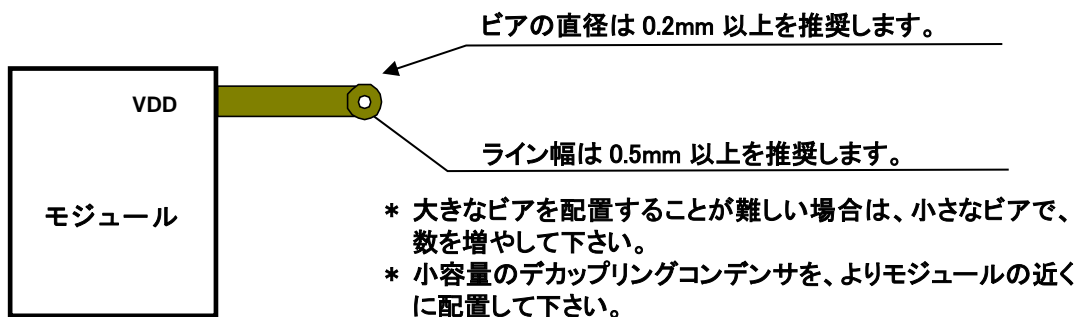 ビアの直径は 0.2mm 以上を推奨します。
VDD
ライン幅は 0.5mm 以上を推奨します。
モジュール
* 大きなビアを配置することが難しい場合は、小さなビアで、
数を増やして下さい。
* 小容量のデカップリングコンデンサを、よりモジュールの近く
に配置して下さい。